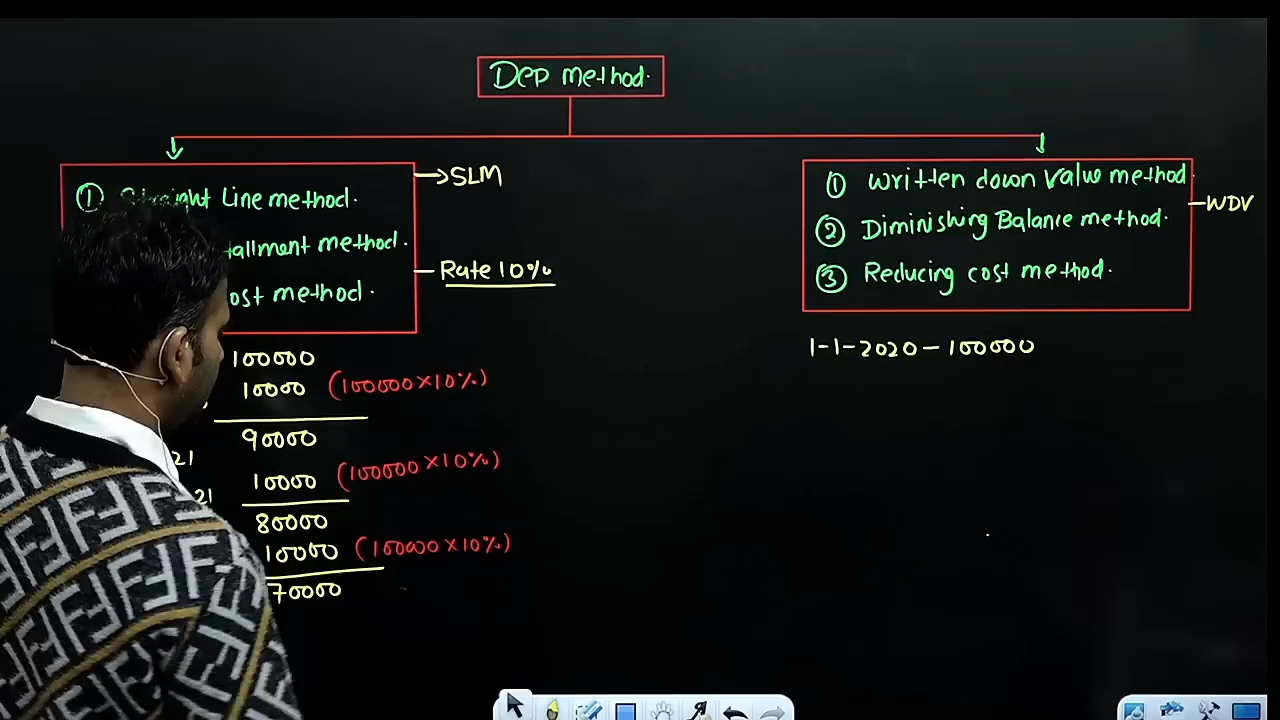 Dep method.
① Straight Line method.
→SLM
tallment method.
Rate 10%
ost method.
① Written down Value method.
② Diminishing Balance method.
WDV
③ Reducing cost method.
100000
10000 (100000×10%)
90000
21
10000 (100000×10%)
21
80000
10000 (100000×10%)
70000
1-1-2020-100000